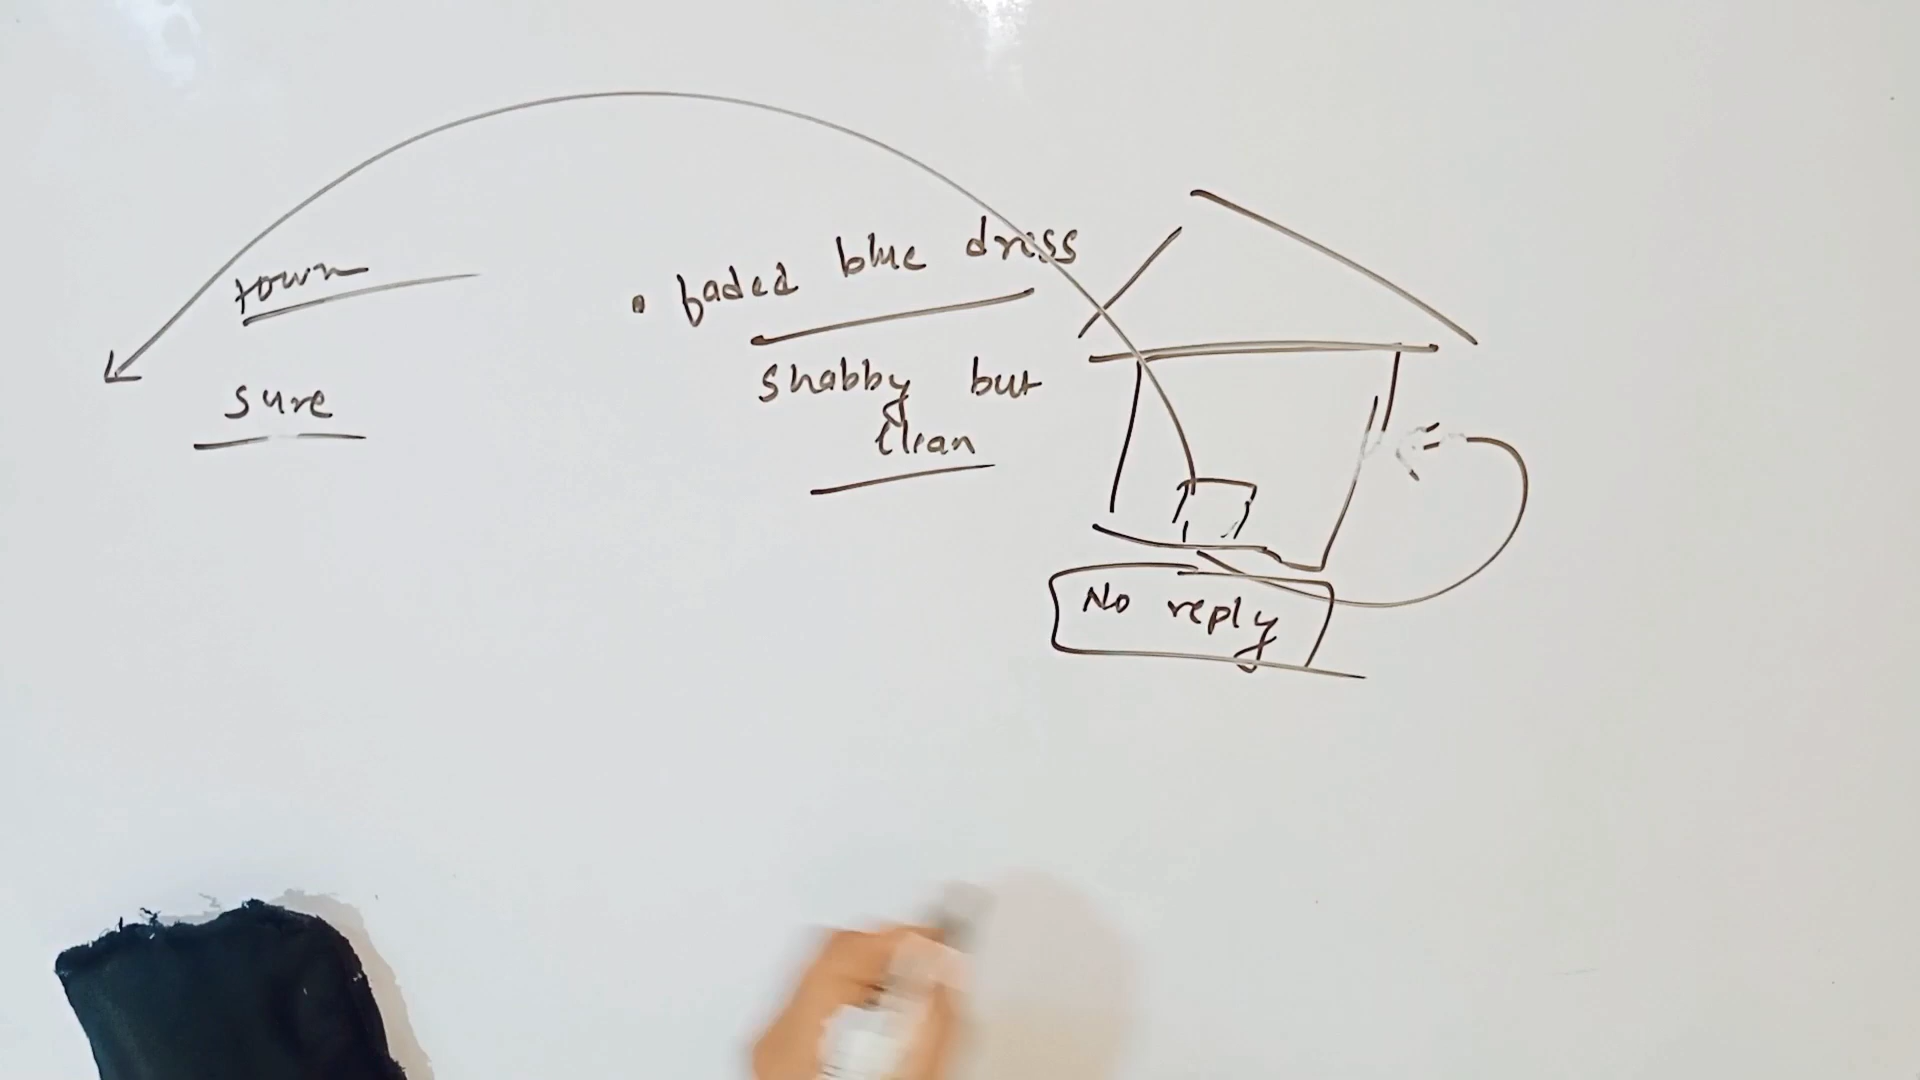 town
sure
• faded blue dress
shabby but
clean
No reply